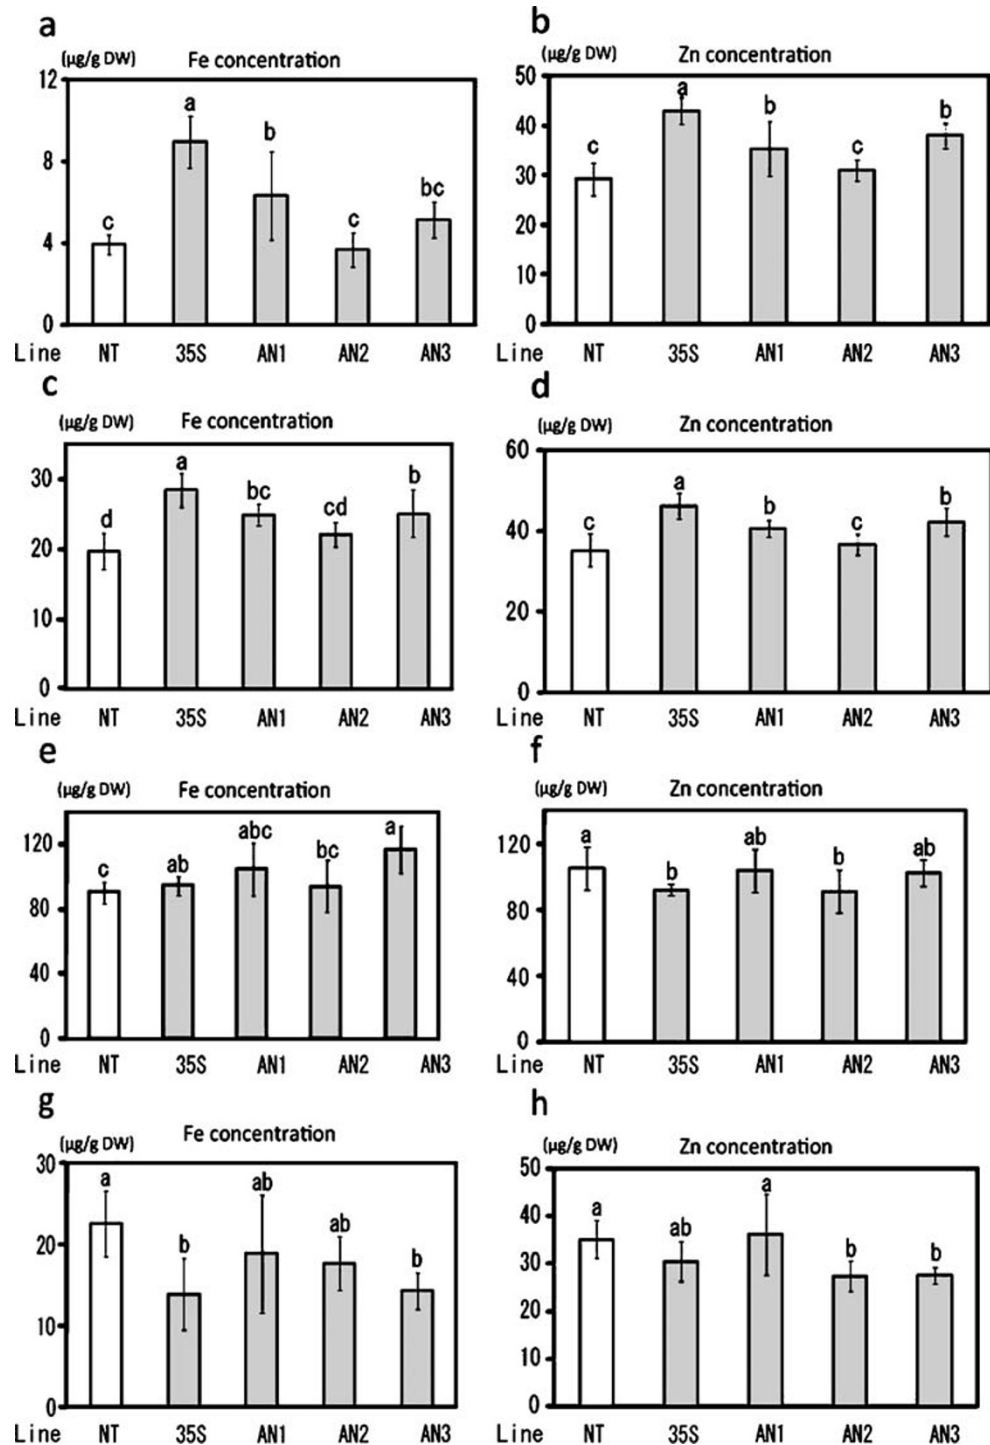 a
(µg/g DW) Fe concentration
12
8
4
0
c a b c bc
Line NT 35S AN1 AN2 AN3
b
(µg/g DW) Zn concentration
50
40
30
20
10
0
c a b c b
Line NT 35S AN1 AN2 AN3
c
(µg/g DW) Fe concentration
30
20
10
0
d a bc cd b
Line NT 35S AN1 AN2 AN3
d
(µg/g DW) Zn concentration
60
40
20
0
c a b c b
Line NT 35S AN1 AN2 AN3
e
(µg/g DW) Fe concentration
120
80
40
0
c ab abc bc a
Line NT 35S AN1 AN2 AN3
f
(µg/g DW) Zn concentration
120
80
40
0
a b ab b ab
Line NT 35S AN1 AN2 AN3
g
(µg/g DW) Fe concentration
30
20
10
0
a b ab ab b
Line NT 35S AN1 AN2 AN3
h
(µg/g DW) Zn concentration
50
40
30
20
10
0
a ab a b b
Line NT 35S AN1 AN2 AN3